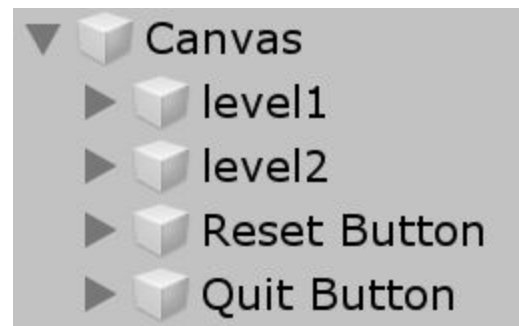 Canvas
level1
level2
Reset Button
Quit Button